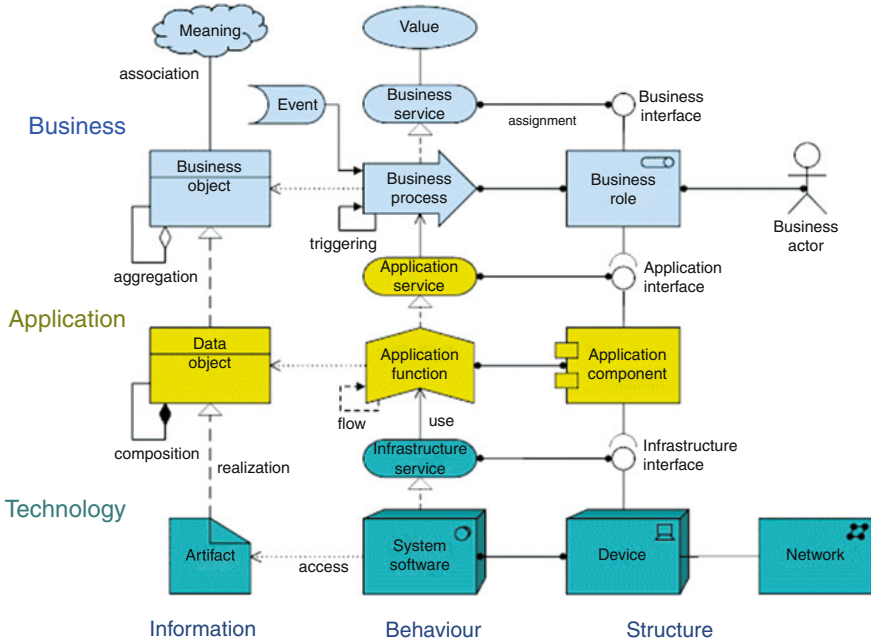 Meaning
Value
association
Event
Business
service
Business
interface
assignment
Business
Business
object
Business
process
Business
role
Business
actor
triggering
aggregation
Application
service
Application
interface
Application
Data
object
Application
function
Application
component
flow
use
composition
realization
Infrastructure
service
Infrastructure
interface
Technology
Artifact
access
System
software
Device
Network
Information
Behaviour
Structure